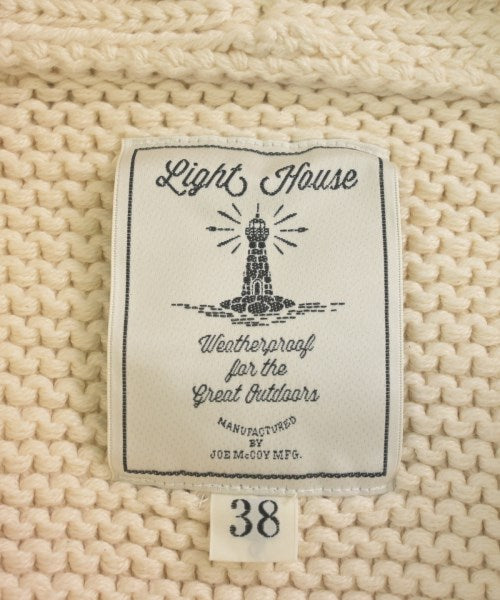 Light House
Weatherproof
for the
Great Outdoors
MANUFACTURED
BY
JOE McCOY MFG.
38